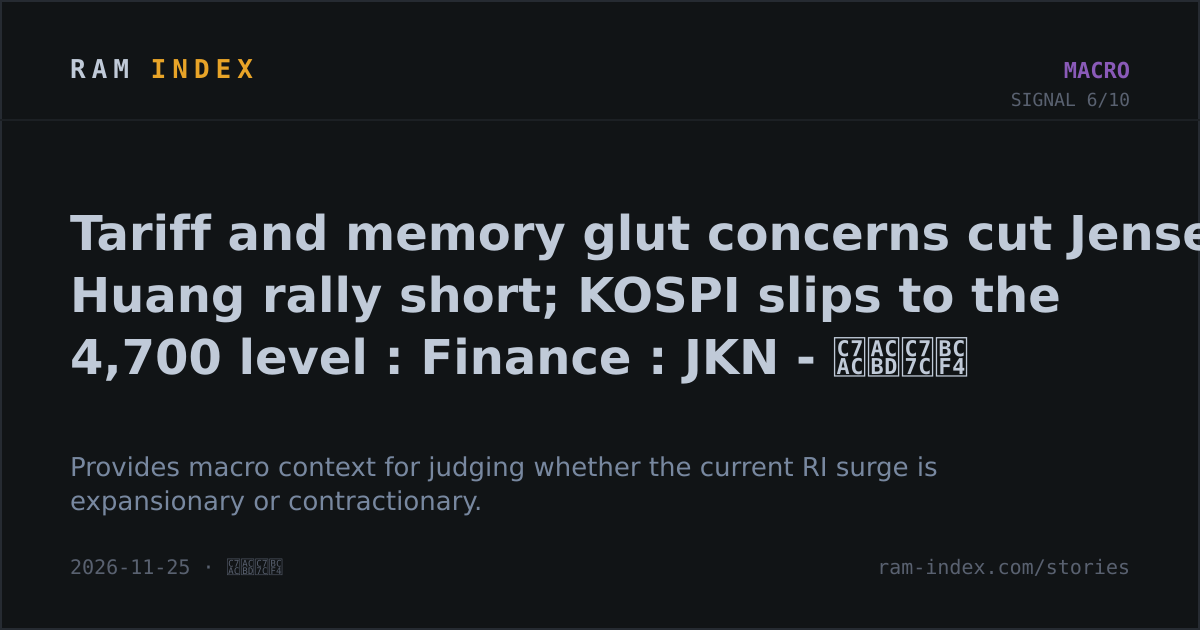 RAM INDEX
MACRO
SIGNAL 6/10
Tariff and memory glut concerns cut Jense
Huang rally short; KOSPI slips to the
4,700 level : Finance : JKN -
Provides macro context for judging whether the current RI surge is
expansionary or contractionary.
2026-11-25 ·
ram-index.com/stories